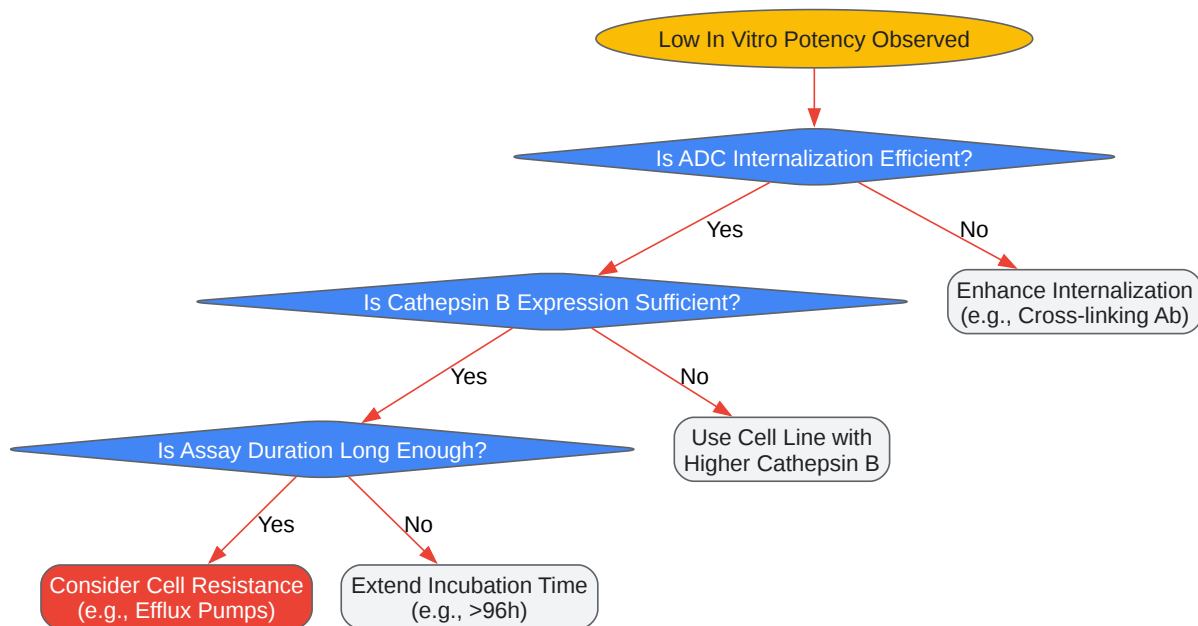 Low In Vitro Potency Observed
Is ADC Internalization Efficient?
Yes
No
Is Cathepsin B Expression Sufficient?
Enhance Internalization
(e.g., Cross-linking Ab)
Yes
No
Is Assay Duration Long Enough?
Use Cell Line with
Higher Cathepsin B
Yes
No
Consider Cell Resistance
(e.g., Efflux Pumps)
Extend Incubation Time
(e.g., >96h)